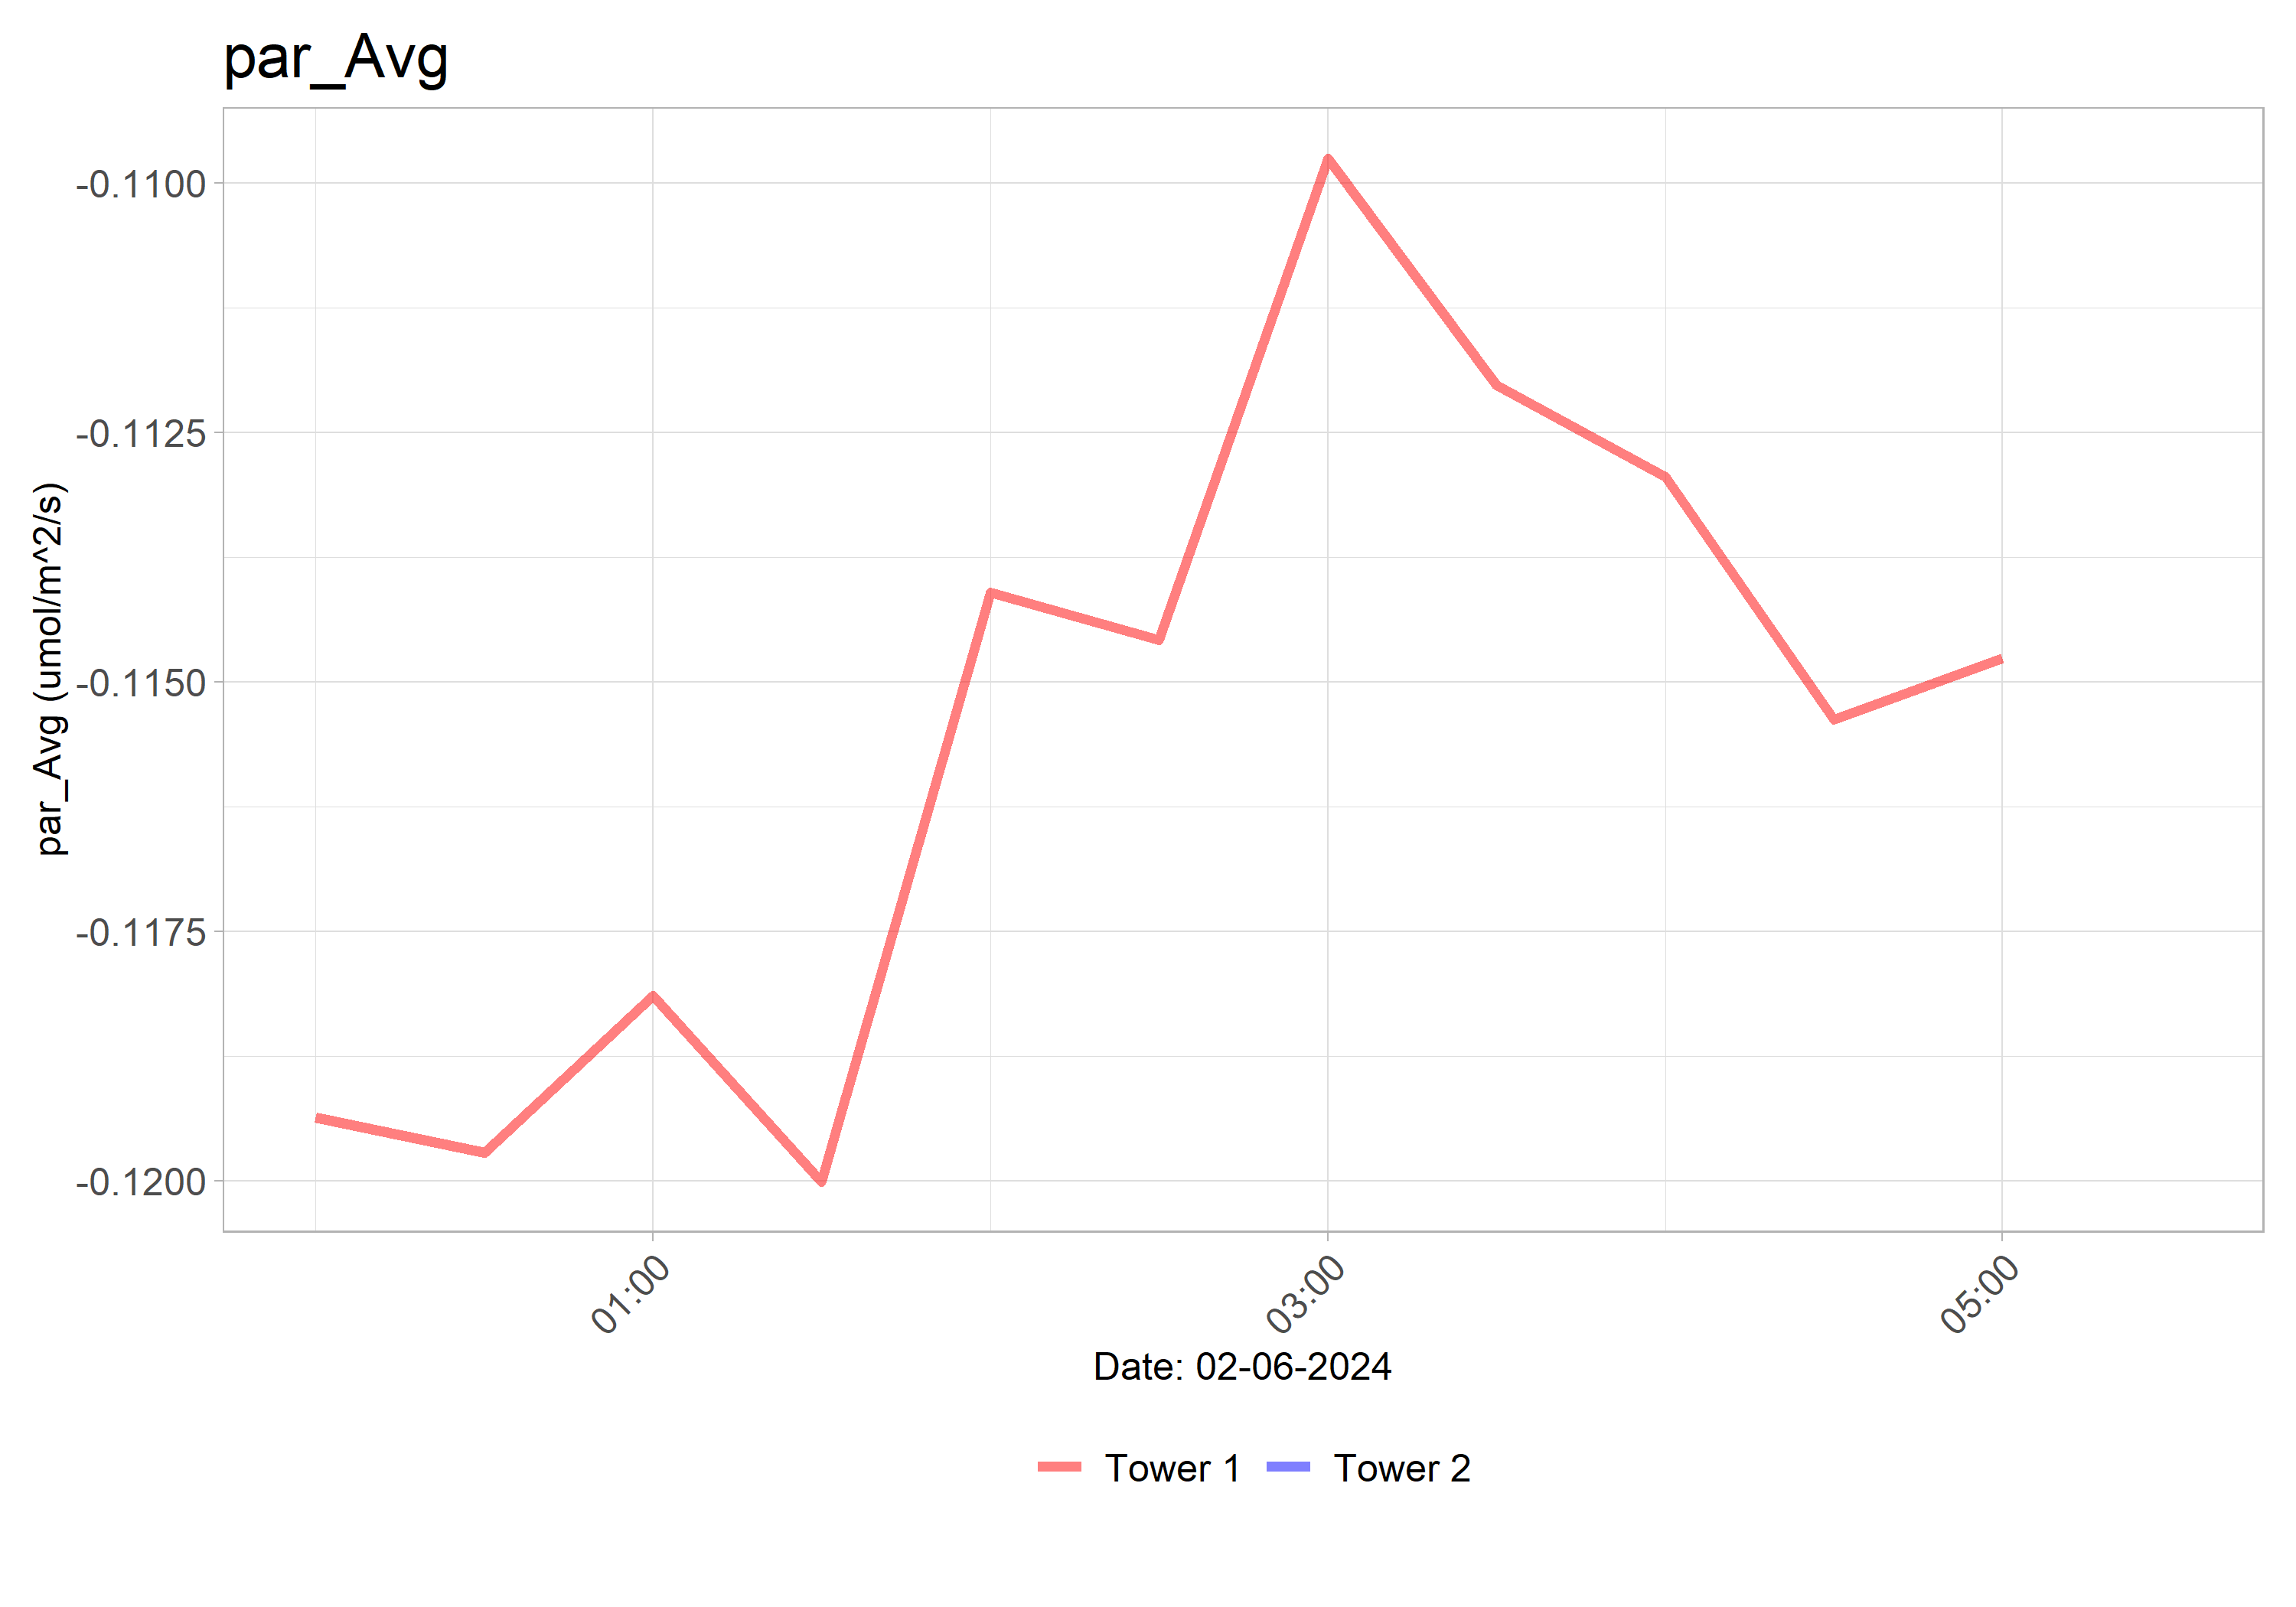 par_Avg
par_Avg (umol/m^2/s)
-0.1100
-0.1125
-0.1150
-0.1175
-0.1200
01:00
03:00
05:00
Date: 02-06-2024
Tower 1
Tower 2